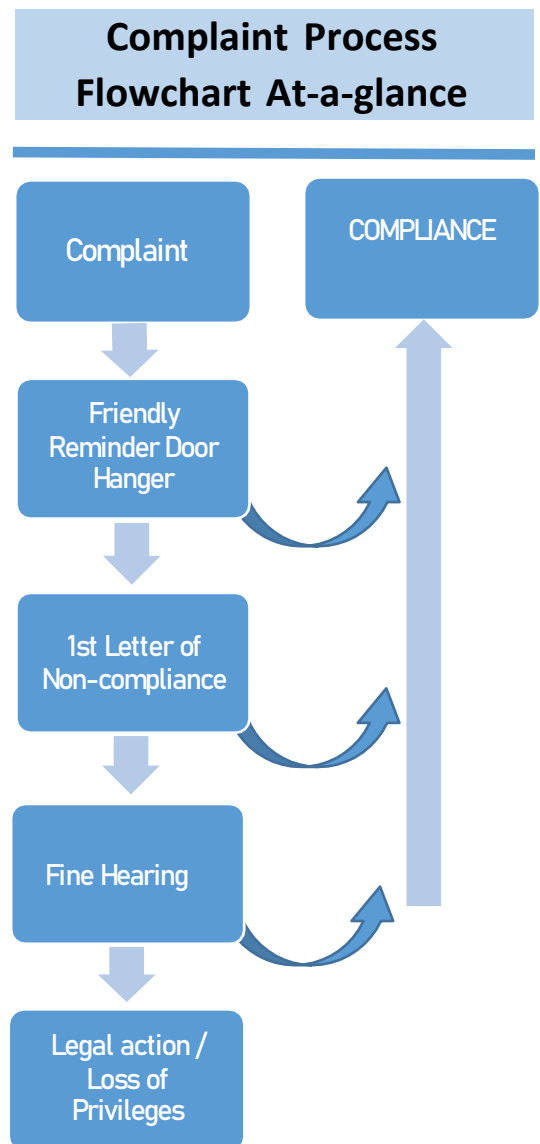 Complaint Process
Flowchart At-a-glance
Complaint
COMPLIANCE
Friendly
Reminder Door
Hanger
1st Letter of
Non-compliance
Fine Hearing
Legal action /
Loss of
Privileges